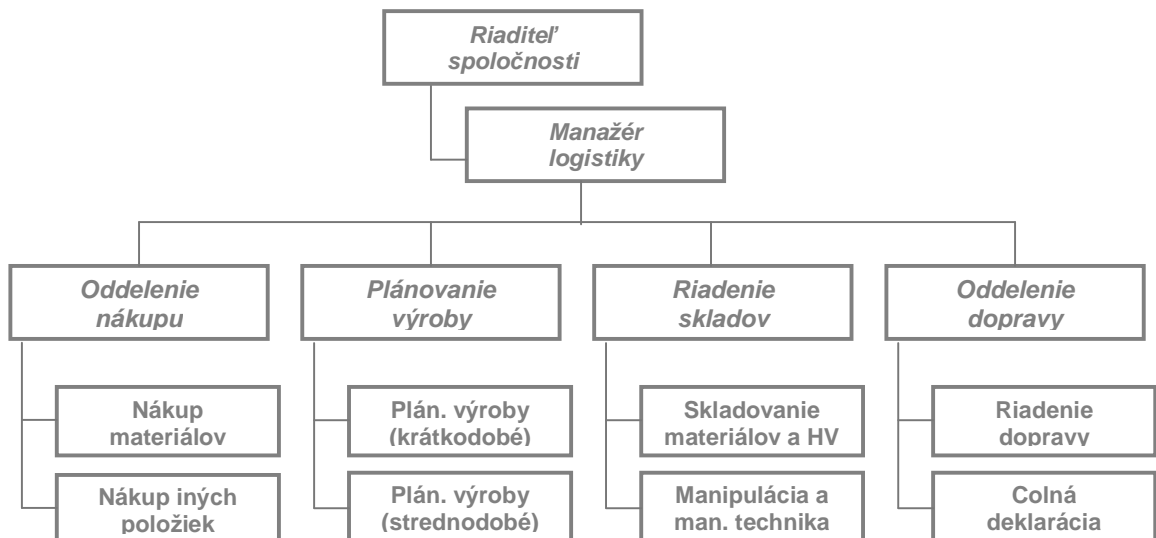 Riaditeľ
spoločnosti
Manažér
logistiky
Oddelenie
nákupu
Plánovanie
výroby
Riadenie
skladov
Oddelenie
dopravy
Nákup
materiálov
Plán. výroby
(krátkodobé)
Skladovanie
materiálov a HV
Riadenie
dopravy
Nákup iných
položiek
Plán. výroby
(strednodobé)
Manipulácia a
man. technika
Colná
deklarácia